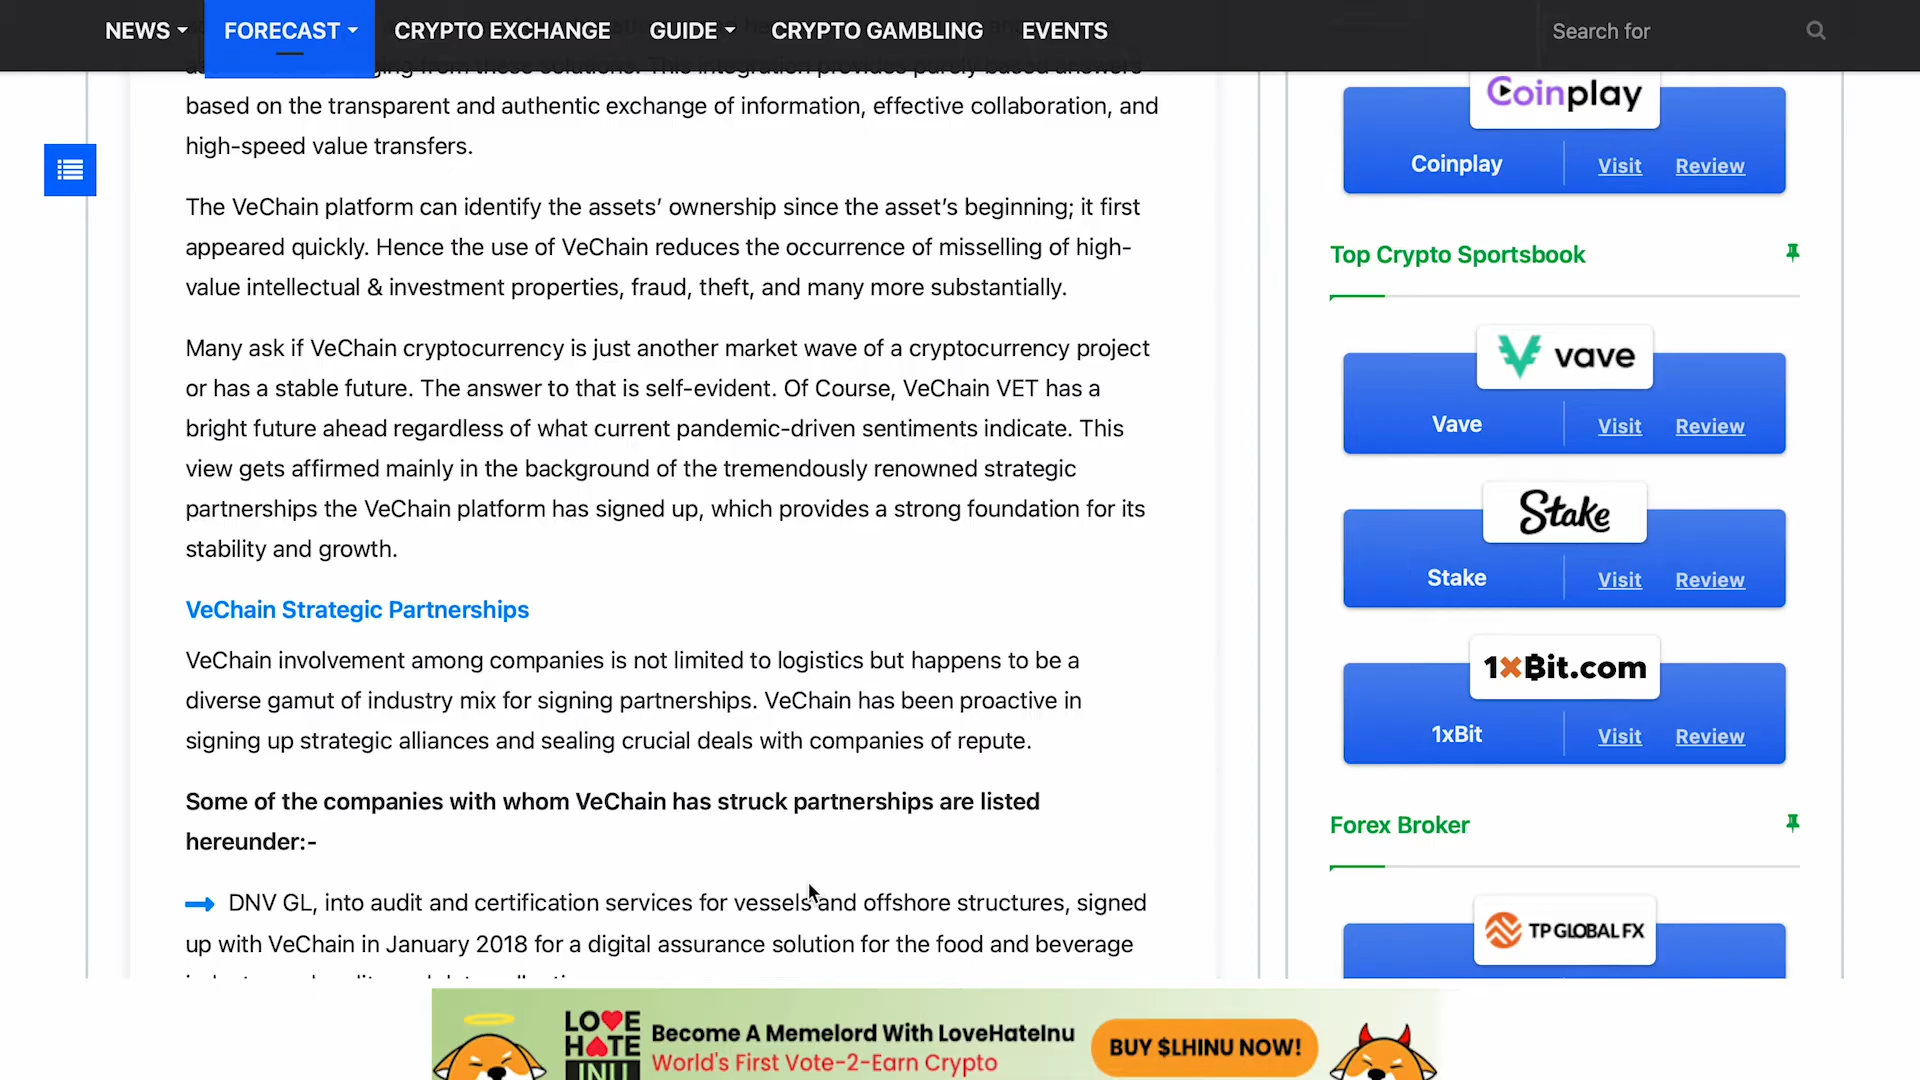 NEWS
FORECAST
CRYPTO EXCHANGE
GUIDE
CRYPTO GAMBLING
EVENTS
Search for
from these solutions. This integration provides purely based answers
based on the transparent and authentic exchange of information, effective collaboration, and
high-speed value transfers.
The VeChain platform can identify the assets’ ownership since the asset’s beginning; it first
appeared quickly. Hence the use of VeChain reduces the occurrence of misselling of high-
value intellectual & investment properties, fraud, theft, and many more substantially.
Many ask if VeChain cryptocurrency is just another market wave of a cryptocurrency project
or has a stable future. The answer to that is self-evident. Of Course, VeChain VET has a
bright future ahead regardless of what current pandemic-driven sentiments indicate. This
view gets affirmed mainly in the background of the tremendously renowned strategic
partnerships the VeChain platform has signed up, which provides a strong foundation for its
stability and growth.
VeChain Strategic Partnerships
VeChain involvement among companies is not limited to logistics but happens to be a
diverse gamut of industry mix for signing partnerships. VeChain has been proactive in
signing up strategic alliances and sealing crucial deals with companies of repute.
Some of the companies with whom VeChain has struck partnerships are listed
hereunder:-
DNV GL, into audit and certification services for vessels and offshore structures, signed
up with VeChain in January 2018 for a digital assurance solution for the food and beverage
Coinplay
Coinplay Visit Review
Top Crypto Sportsbook
vave
Vave Visit Review
Stake
Stake Visit Review
1xBit.com
1xBit Visit Review
Forex Broker
TP GLOBAL FX
LOVE
HATE
INU
Become A Memelord With LoveHateInu
World's First Vote-2-Earn Crypto
BUY $LHINU NOW!